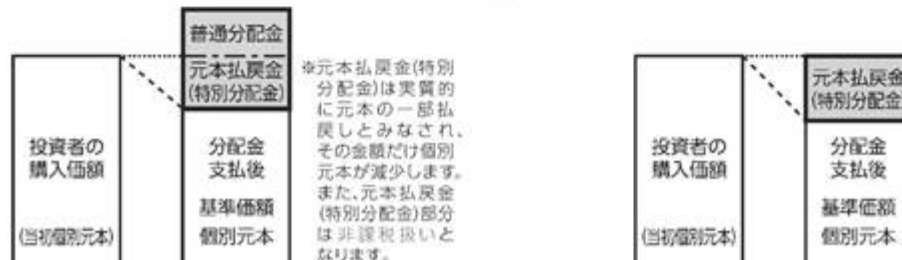 普通分配金
元本払戻金
(特別分配金)
投資者の
購入価額
(当初個別元本)
分配金
支払後
基準価額
個別元本
※元本払戻金(特別
分配金)は実質的
に元本の一部払
戻しとみなされ、
その金額だけ個別
元本が減少します。
また、元本払戻金
(特別分配金)部分
は非課税扱いと
なります。
投資者の
購入価額
(当初個別元本)
元本払戻金
(特別分配金)
分配金
支払後
基準価額
個別元本